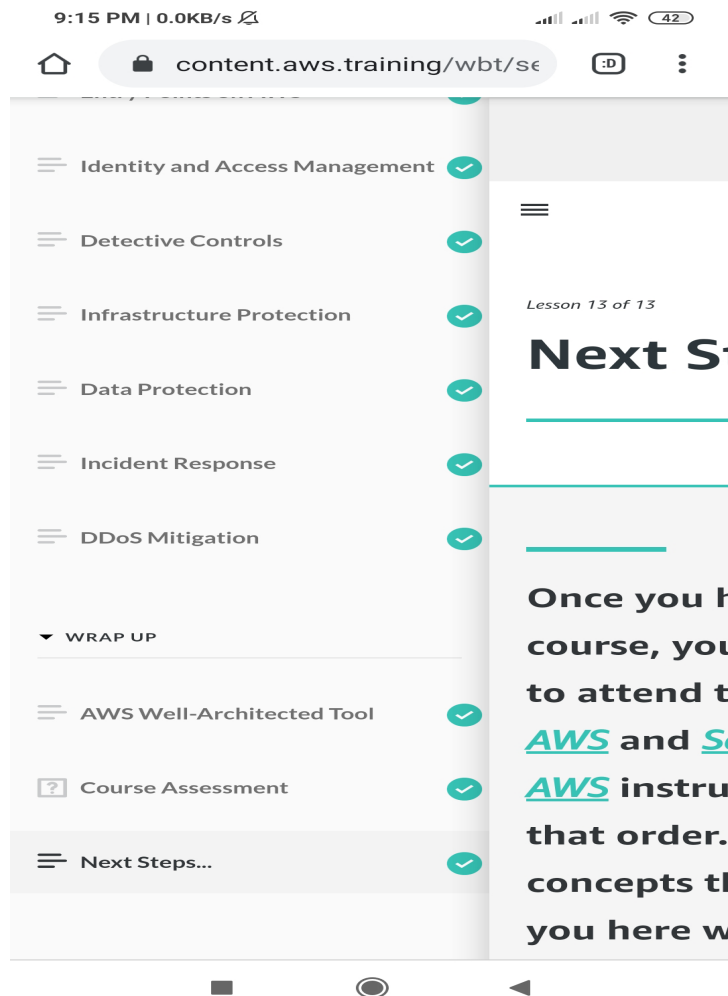 9:15 PM | 0.0KB/s
42
content.aws.training/wbt/se
:D
Identity and Access Management
Detective Controls
Infrastructure Protection
Data Protection
Incident Response
DDoS Mitigation
WRAP UP
AWS Well-Architected Tool
Course Assessment
Next Steps...
Lesson 13 of 13
Next
Once you
course, you
to attend
AWS and
AWS instru
that order.
concepts
you here